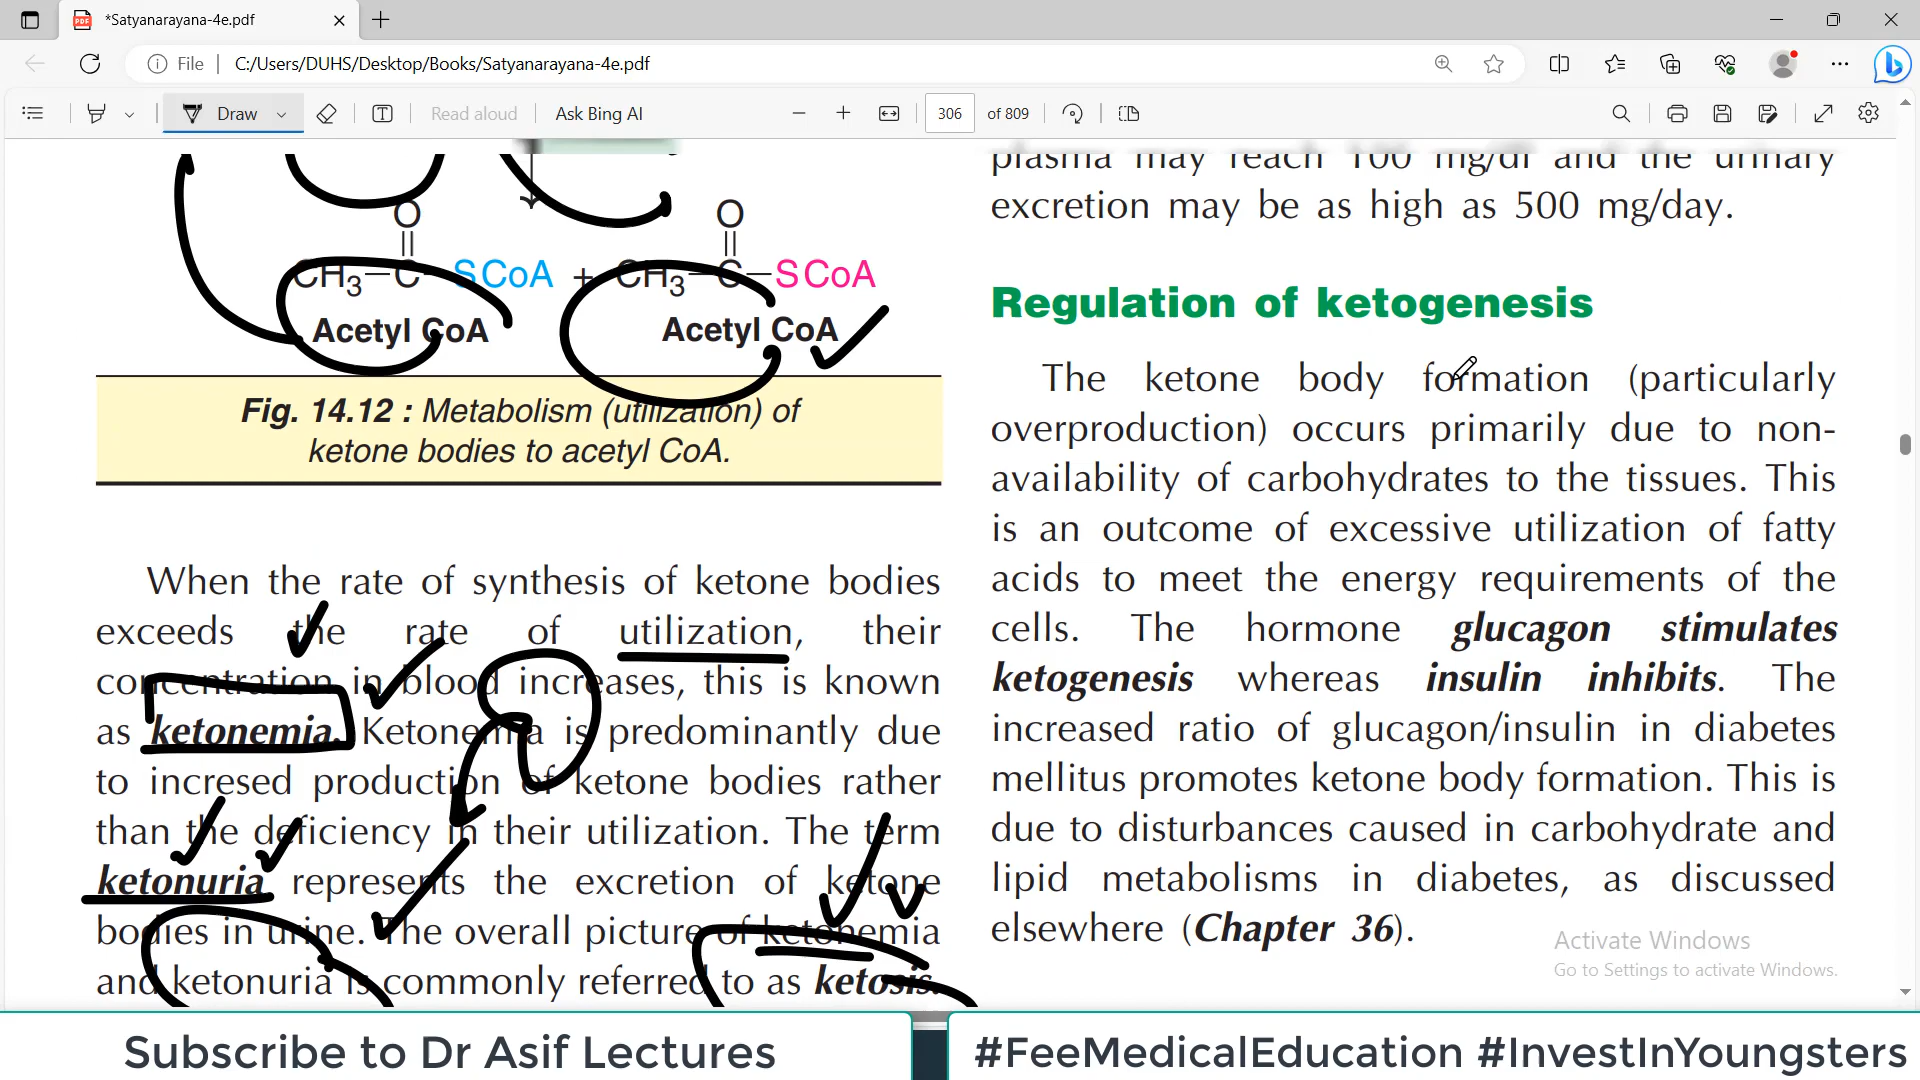 *Satyanarayana-4e.pdf
File
C:/Users/DUHS/Desktop/Books/Satyanarayana-4e.pdf
Draw
Read aloud
Ask Bing AI
306 of 809
O
O
CH3—C—SCoA + CH3—C—SCoA
Acetyl CoA
Acetyl CoA
Fig. 14.12 : Metabolism (utilization) of
ketone bodies to acetyl CoA.
When the rate of synthesis of ketone bodies
exceeds the rate of utilization, their
concentration in blood increases, this is known
as ketonemia. Ketonemia is predominantly due
to incresed production of ketone bodies rather
than the deficiency in their utilization. The term
ketonuria represents the excretion of ketone
bodies in urine. The overall picture of ketonemia
and ketonuria is commonly referred to as ketosis.
plasma may reach 100 mg/dl and the urinary
excretion may be as high as 500 mg/day.
Regulation of ketogenesis
The ketone body formation (particularly
overproduction) occurs primarily due to non-
availability of carbohydrates to the tissues. This
is an outcome of excessive utilization of fatty
acids to meet the energy requirements of the
cells. The hormone glucagon stimulates
ketogenesis whereas insulin inhibits. The
increased ratio of glucagon/insulin in diabetes
mellitus promotes ketone body formation. This is
due to disturbances caused in carbohydrate and
lipid metabolisms in diabetes, as discussed
elsewhere (Chapter 36).
Activate Windows
Go to Settings to activate Windows.
Subscribe to Dr Asif Lectures
#FeeMedicalEducation #InvestInYoungsters